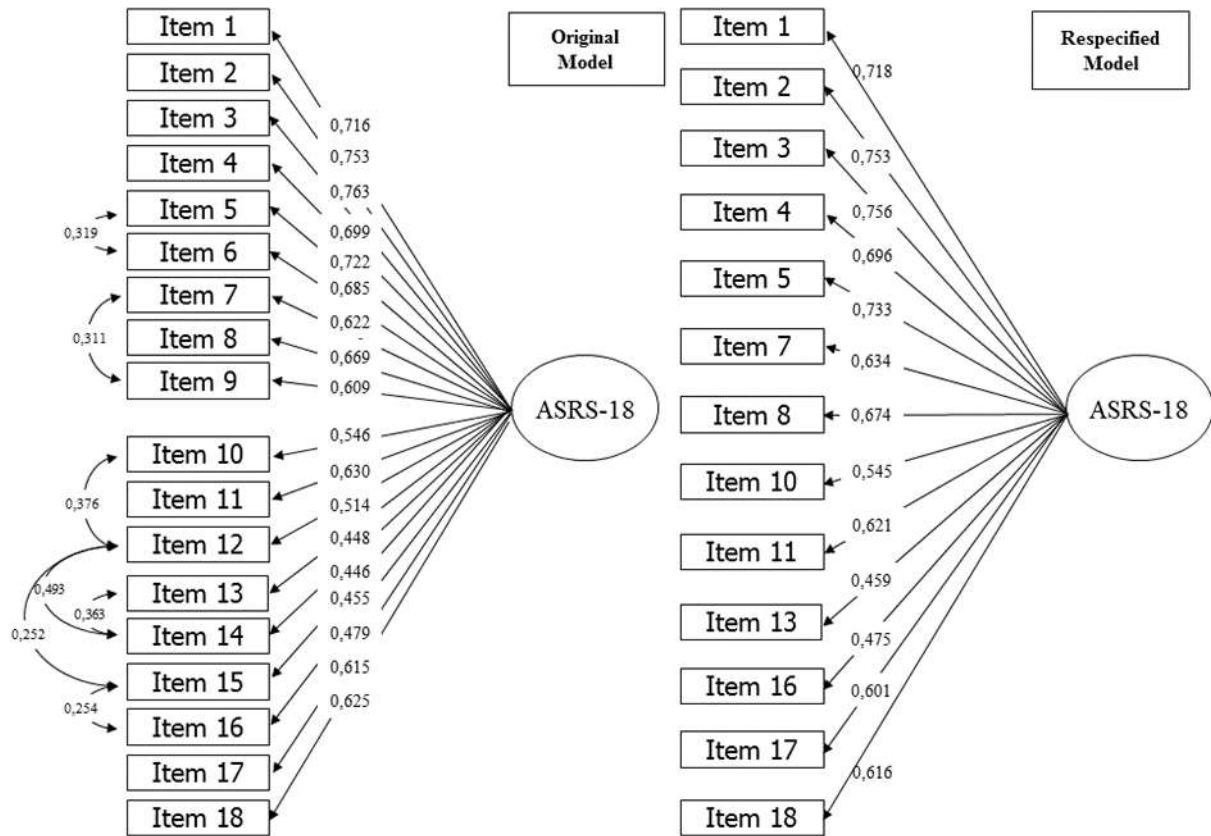 Original
Model
Item 1
Item 2
Item 3
Item 4
Item 5
Item 6
Item 7
Item 8
Item 9
Item 10
Item 11
Item 12
Item 13
Item 14
Item 15
Item 16
Item 17
Item 18
0,319
0,311
0,376
0,493
0,363
0,252
0,254
0,716
0,753
0,763
0,699
0,722
0,685
0,622
0,669
0,609
0,546
0,630
0,514
0,448
0,446
0,455
0,479
0,615
0,625
ASRS-18
Respecified
Model
Item 1
Item 2
Item 3
Item 4
Item 5
Item 7
Item 8
Item 10
Item 11
Item 13
Item 16
Item 17
Item 18
0,718
0,753
0,756
0,696
0,733
0,634
0,674
0,545
0,621
0,459
0,475
0,601
0,616
ASRS-18